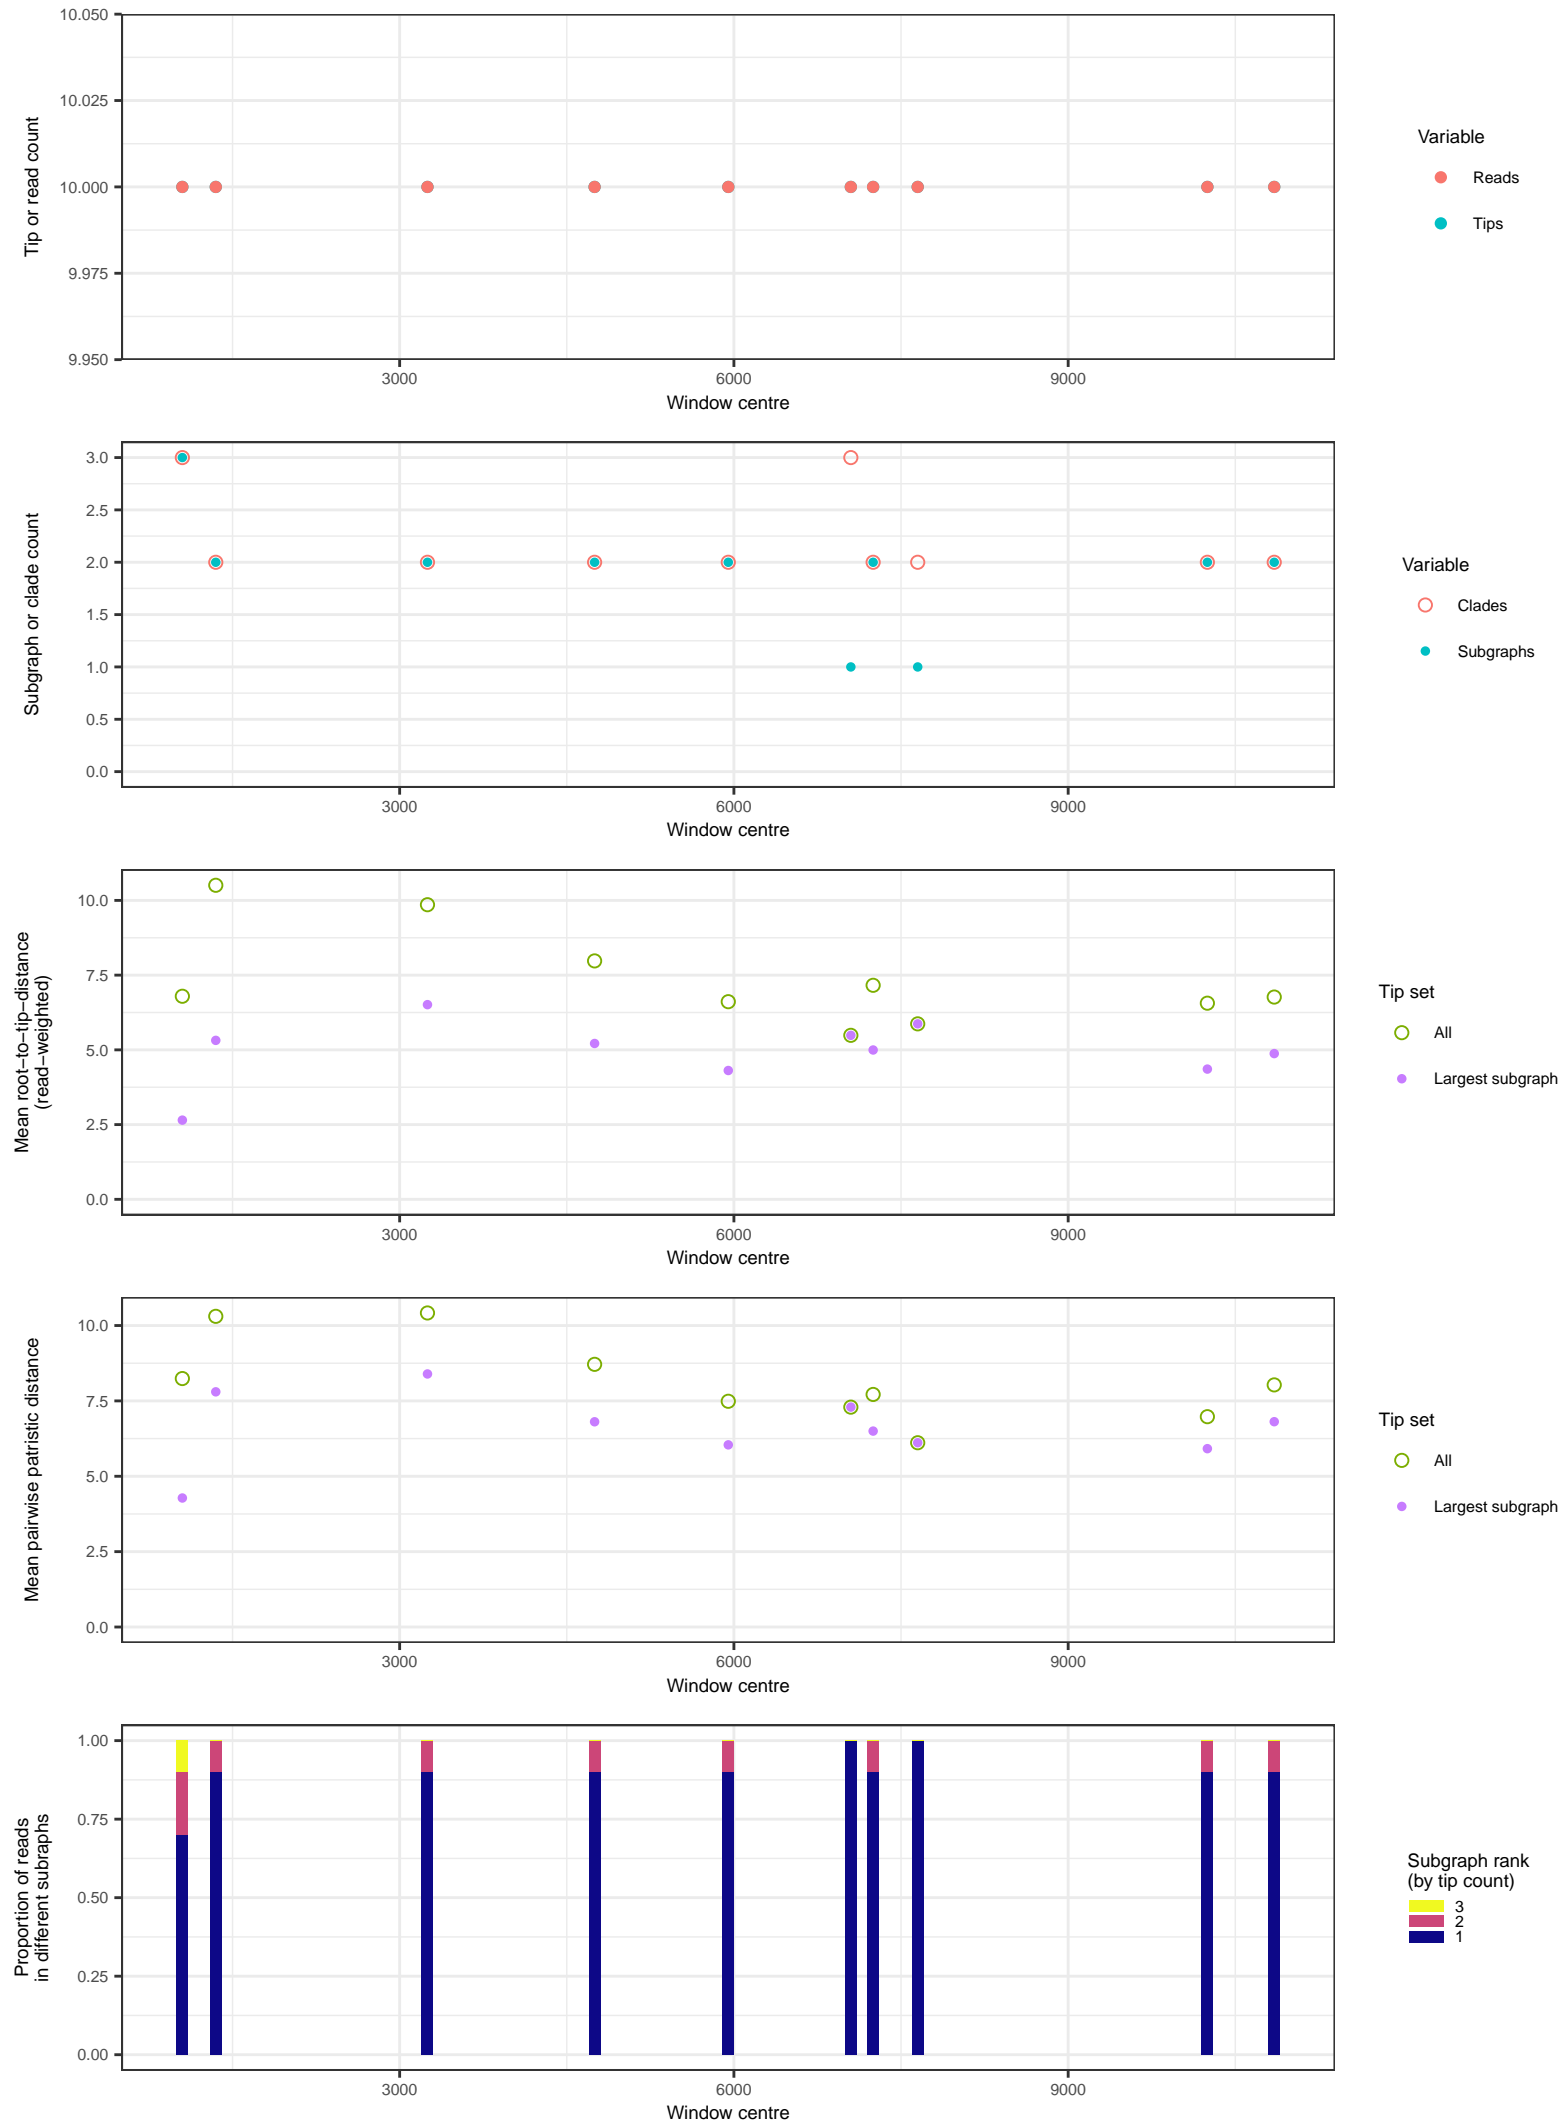 10.050
10.025
10.000
9.975
9.950
Tip or read count
3000 6000 9000
Window centre
Variable
Reads
Tips
3.0
2.5
2.0
1.5
1.0
0.5
0.0
Subgraph or clade count
3000 6000 9000
Window centre
Variable
Clades
Subgraphs
10.0
7.5
5.0
2.5
0.0
Mean root−to−tip−distance
(read−weighted)
3000 6000 9000
Window centre
Tip set
All
Largest subgraph
10.0
7.5
5.0
2.5
0.0
Mean pairwise patristic distance
3000 6000 9000
Window centre
Tip set
All
Largest subgraph
1.00
0.75
0.50
0.25
0.00
Proportion of reads
in different subraphs
3000 6000 9000
Window centre
Subgraph rank
(by tip count)
3
2
1